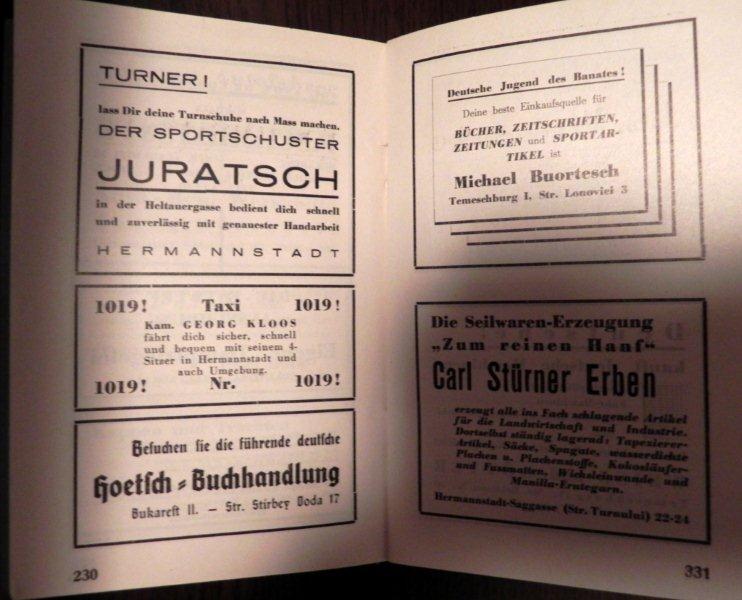 TURNER!
lass Dir deine Turnschuhe nach Mass machen.
DER SPORTSCHUSTER
JURATSCH
in der Heltauergasse bedient dich schnell
und zuverlässig mit genauester Handarbeit
HERMANNSTADT
1019! Taxi 1019!
Kam. GEORG KLOOS
fährt dich sicher, schnell
und bequem mit seinem 4-
Sitzer in Hermannstadt und
auch Umgebung.
1019! Nr. 1019!
Besuchen sie die führende deutsche
Hoetsch-Buchhandlung
Bukarest II. — Str. Stirbey Voda 17
230
Deutsche Jugend des Banates!
Deine beste Einkaufsquelle für
BÜCHER, ZEITSCHRIFTEN,
ZEITUNGEN und SPORTAR-
TIKEL ist
Michael Buortesch
Temeschburg I, Str. Lonovici 3
Die Seilwaren-Erzeugung
„Zum reinen Hanf“
Carl Stürner Erben
erzeugt alle ins Fach schlagende Artikel
für die Landwirtschaft und Industrie.
Dortselbst ständig lagernd: Tapezierer-
Artikel, Säcke, Spagate, wasserdichte
Plachen u. Plachenstoffe, Kokosläufer-
und Fussmatten, Wichsleinwande und
Manilla-Erntegarn.
Hermannstadt-Saggasse (Str. Turnului) 22-24
331